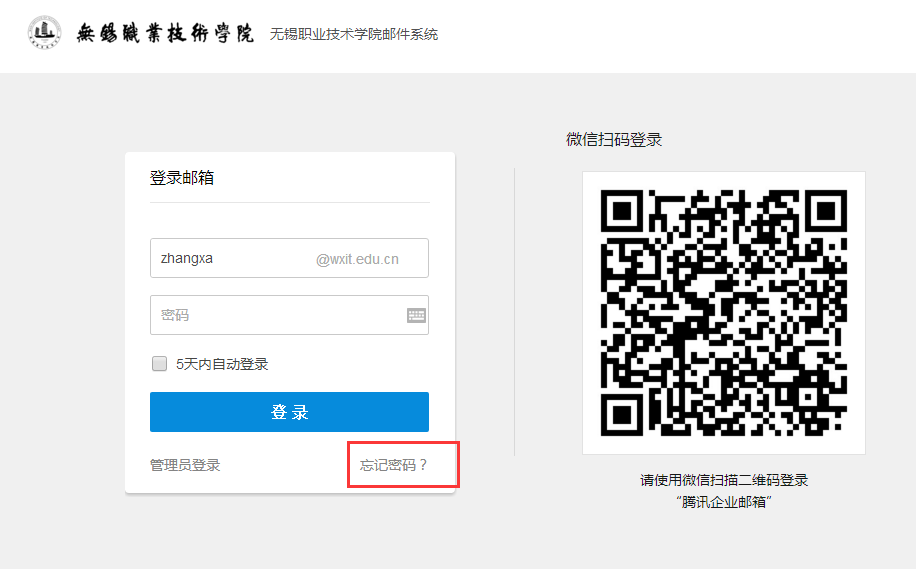 無錫職業技術學院 无锡职业技术学院邮件系统
登录邮箱
zhangxa @wxit.edu.cn
密码
5天内自动登录
登 录
管理员登录 忘记密码？
微信扫码登录
请使用微信扫描二维码登录
“腾讯企业邮箱”